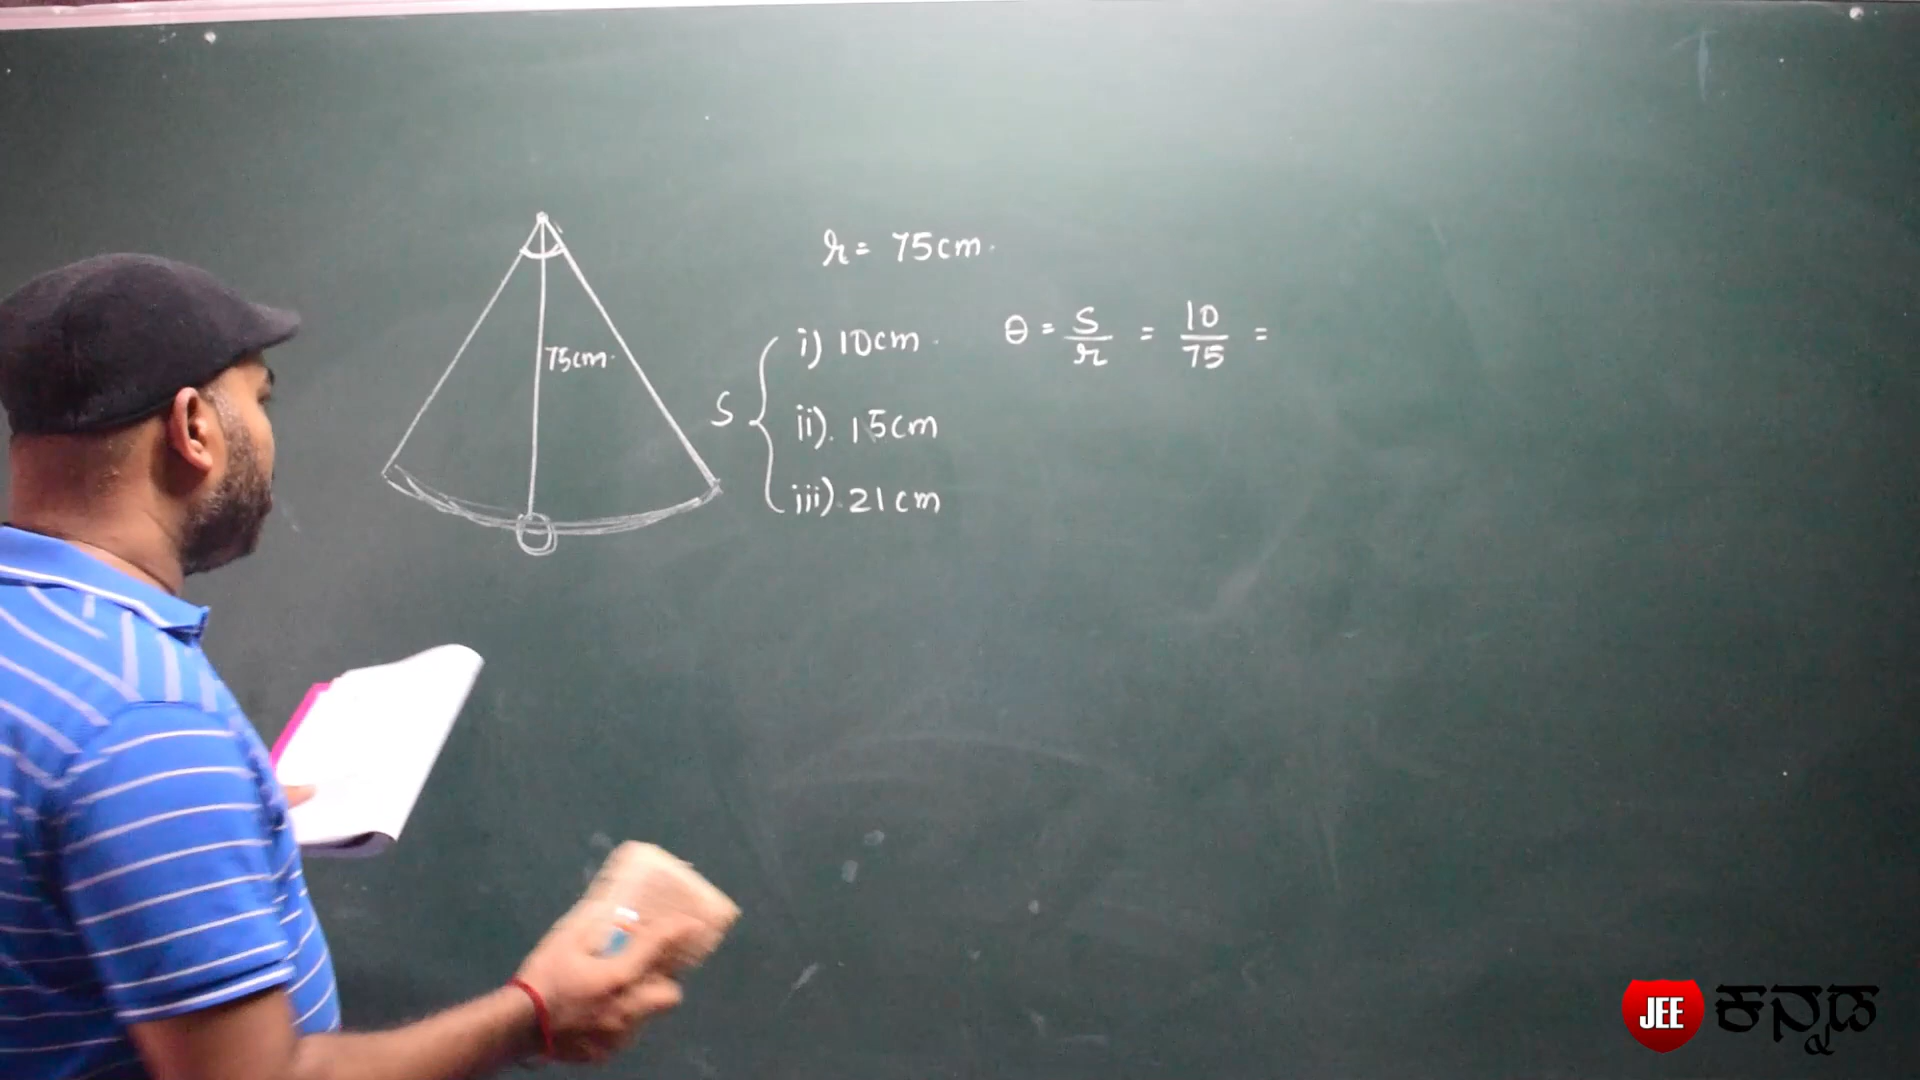 75cm.
r = 75cm.
S
i) 10cm. θ = S/r = 10/75 =
ii). 15cm
iii). 21cm
JEE ಕನ್ನಡ